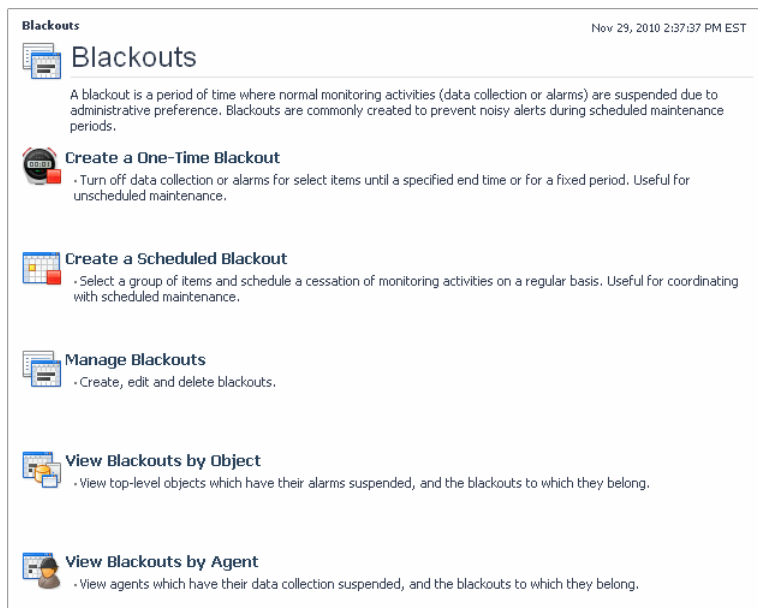 Blackouts
Nov 29, 2010 2:37:37 PM EST
Blackouts
A blackout is a period of time where normal monitoring activities (data collection or alarms) are suspended due to
administrative preference. Blackouts are commonly created to prevent noisy alerts during scheduled maintenance
periods.
00:01
Create a One-Time Blackout
· Turn off data collection or alarms for select items until a specified end time or for a fixed period. Useful for
unscheduled maintenance.
Create a Scheduled Blackout
· Select a group of items and schedule a cessation of monitoring activities on a regular basis. Useful for coordinating
with scheduled maintenance.
Manage Blackouts
· Create, edit and delete blackouts.
View Blackouts by Object
· View top-level objects which have their alarms suspended, and the blackouts to which they belong.
View Blackouts by Agent
· View agents which have their data collection suspended, and the blackouts to which they belong.